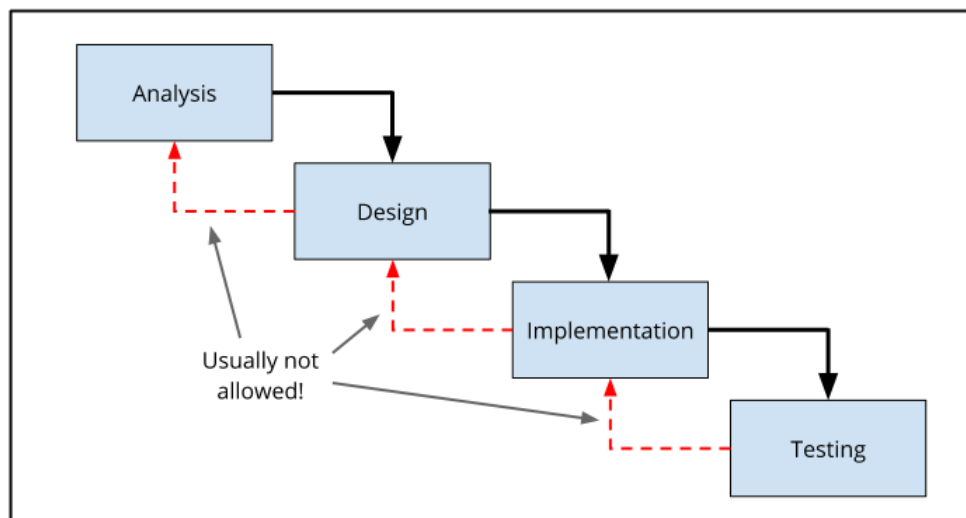 Analysis
Design
Implementation
Usually not
allowed!
Testing